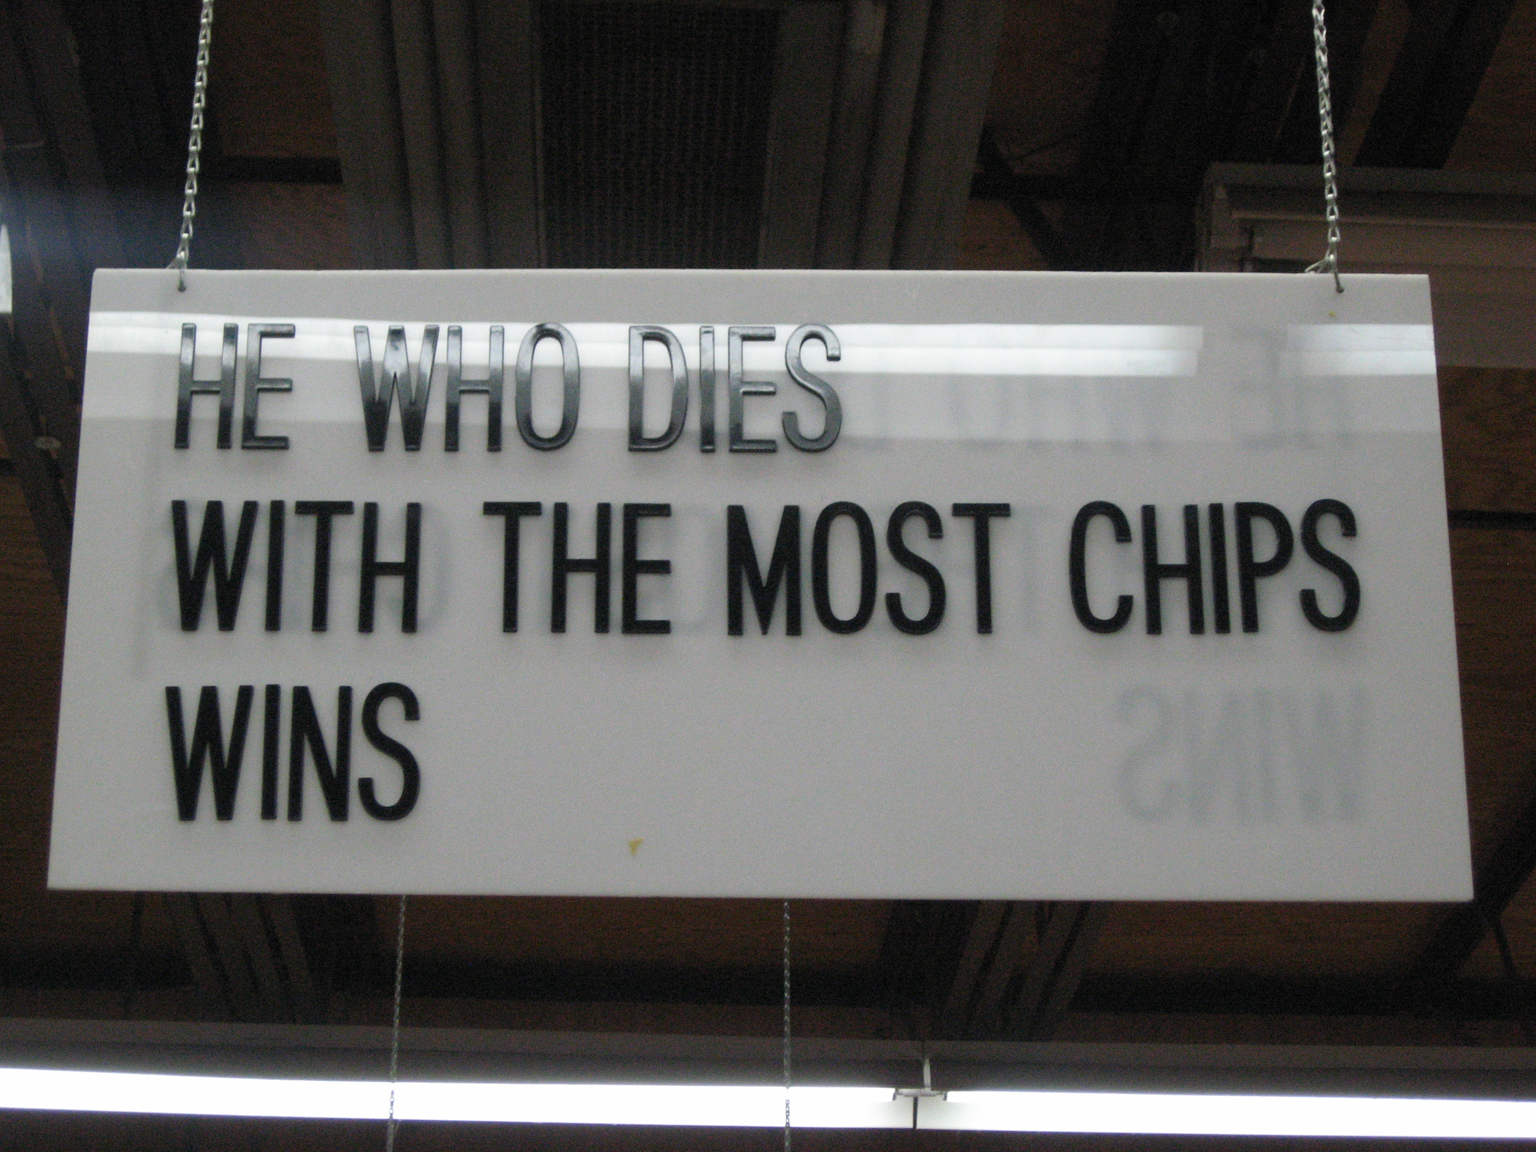 HE WHO DIES
WITH THE MOST CHIPS
WINS